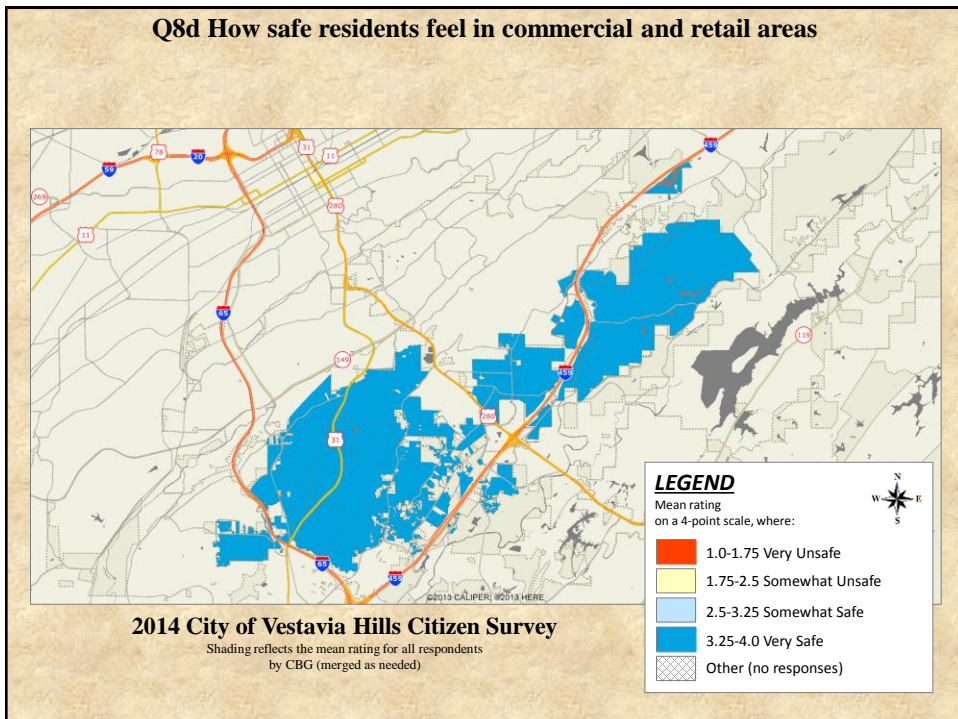 Q8d How safe residents feel in commercial and retail areas
459
31
78
11
20
59
269
280
11
65
119
149
459
280
31
LEGEND
Mean rating
on a 4-point scale, where:
N
W E
S
1.0-1.75 Very Unsafe
1.75-2.5 Somewhat Unsafe
2.5-3.25 Somewhat Safe
3.25-4.0 Very Safe
Other (no responses)
65
459
©2013 CALIPER; ©2013 HERE
2014 City of Vestavia Hills Citizen Survey
Shading reflects the mean rating for all respondents
by CBG (merged as needed)